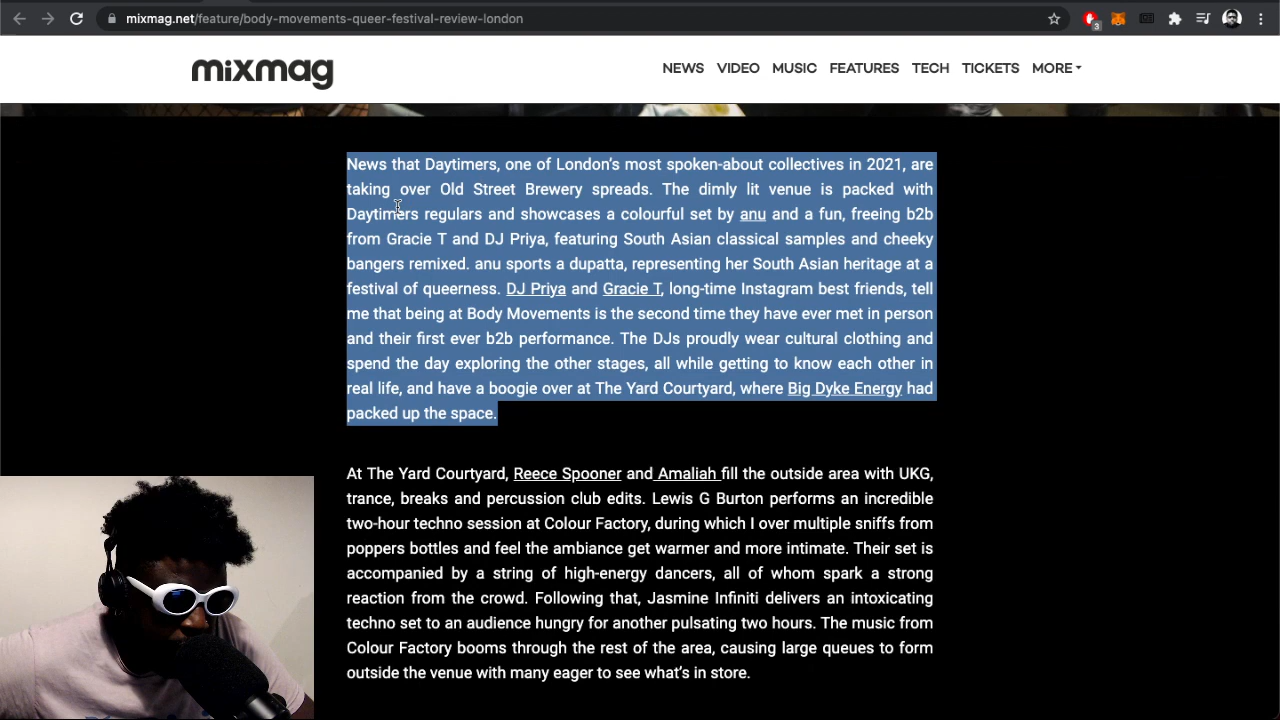 mixmag.net/feature/body-movements-queer-festival-review-london
3
mixmag
NEWS VIDEO MUSIC FEATURES TECH TICKETS MORE
News that Daytimers, one of London's most spoken-about collectives in 2021, are
taking over Old Street Brewery spreads. The dimly lit venue is packed with
Daytimers regulars and showcases a colourful set by anu and a fun, freeing b2b
from Gracie T and DJ Priya, featuring South Asian classical samples and cheeky
bangers remixed. anu sports a dupatta, representing her South Asian heritage at a
festival of queerness. DJ Priya and Gracie T, long-time Instagram best friends, tell
me that being at Body Movements is the second time they have ever met in person
and their first ever b2b performance. The DJs proudly wear cultural clothing and
spend the day exploring the other stages, all while getting to know each other in
real life, and have a boogie over at The Yard Courtyard, where Big Dyke Energy had
packed up the space.
At The Yard Courtyard, Reece Spooner and Amaliah fill the outside area with UKG,
trance, breaks and percussion club edits. Lewis G Burton performs an incredible
two-hour techno session at Colour Factory, during which I over multiple sniffs from
poppers bottles and feel the ambiance get warmer and more intimate. Their set is
accompanied by a string of high-energy dancers, all of whom spark a strong
reaction from the crowd. Following that, Jasmine Infiniti delivers an intoxicating
techno set to an audience hungry for another pulsating two hours. The music from
Colour Factory booms through the rest of the area, causing large queues to form
outside the venue with many eager to see what's in store.